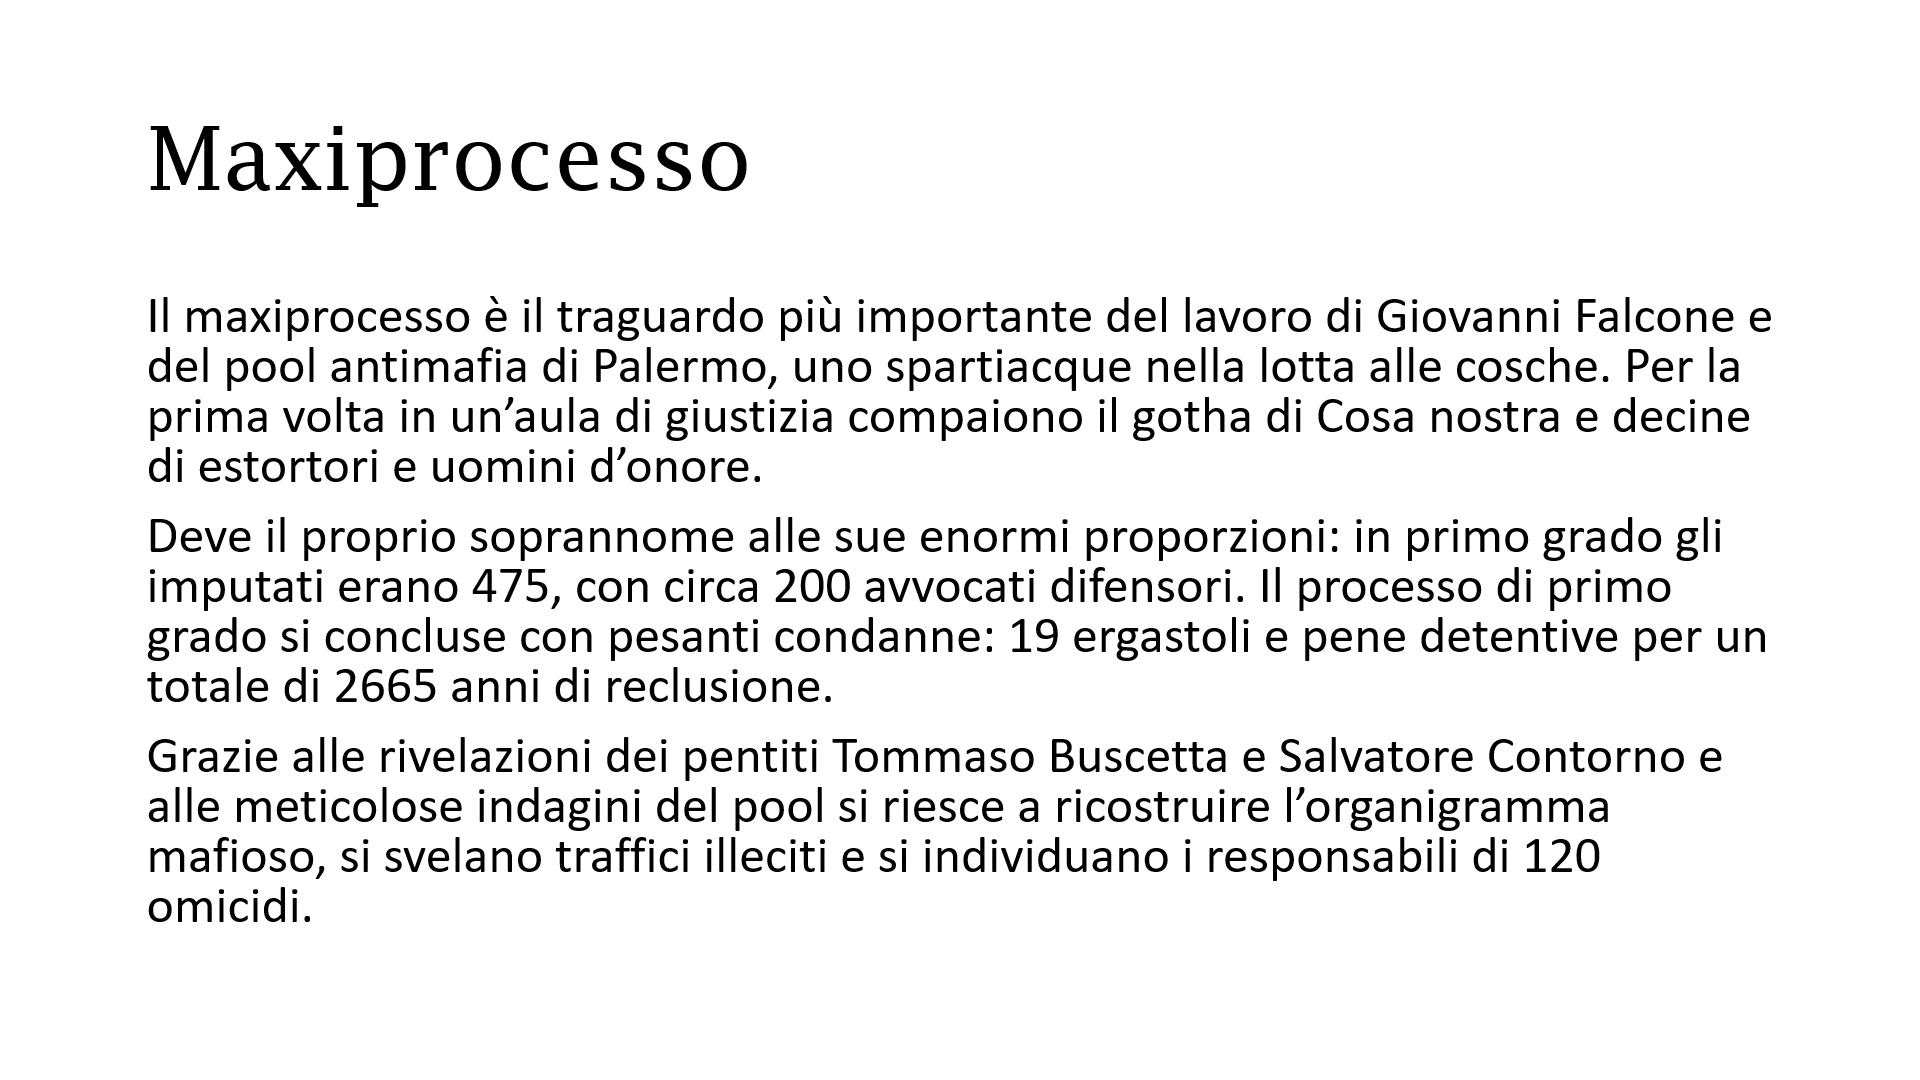 Maxiprocesso
Il maxiprocesso è il traguardo più importante del lavoro di Giovanni Falcone e
del pool antimafia di Palermo, uno spartiacque nella lotta alle cosche. Per la
prima volta in un’aula di giustizia compaiono il gotha di Cosa nostra e decine
di estortori e uomini d’onore.
Deve il proprio soprannome alle sue enormi proporzioni: in primo grado gli
imputati erano 475, con circa 200 avvocati difensori. Il processo di primo
grado si concluse con pesanti condanne: 19 ergastoli e pene detentive per un
totale di 2665 anni di reclusione.
Grazie alle rivelazioni dei pentiti Tommaso Buscetta e Salvatore Contorno e
alle meticolose indagini del pool si riesce a ricostruire l’organigramma
mafioso, si svelano traffici illeciti e si individuano i responsabili di 120
omicidi.